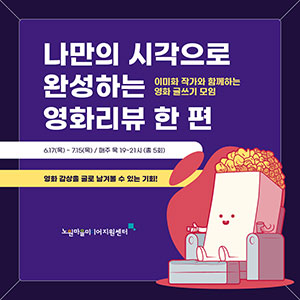 나만의 시각으로
완성하는
이미화 작가와 함께하는
영화 글쓰기 모임
영화리뷰 한 편
6.17(목) - 7.15(목) / 매주 목 19-21시 (총 5회)
영화 감상을 글로 남겨볼 수 있는 기회!